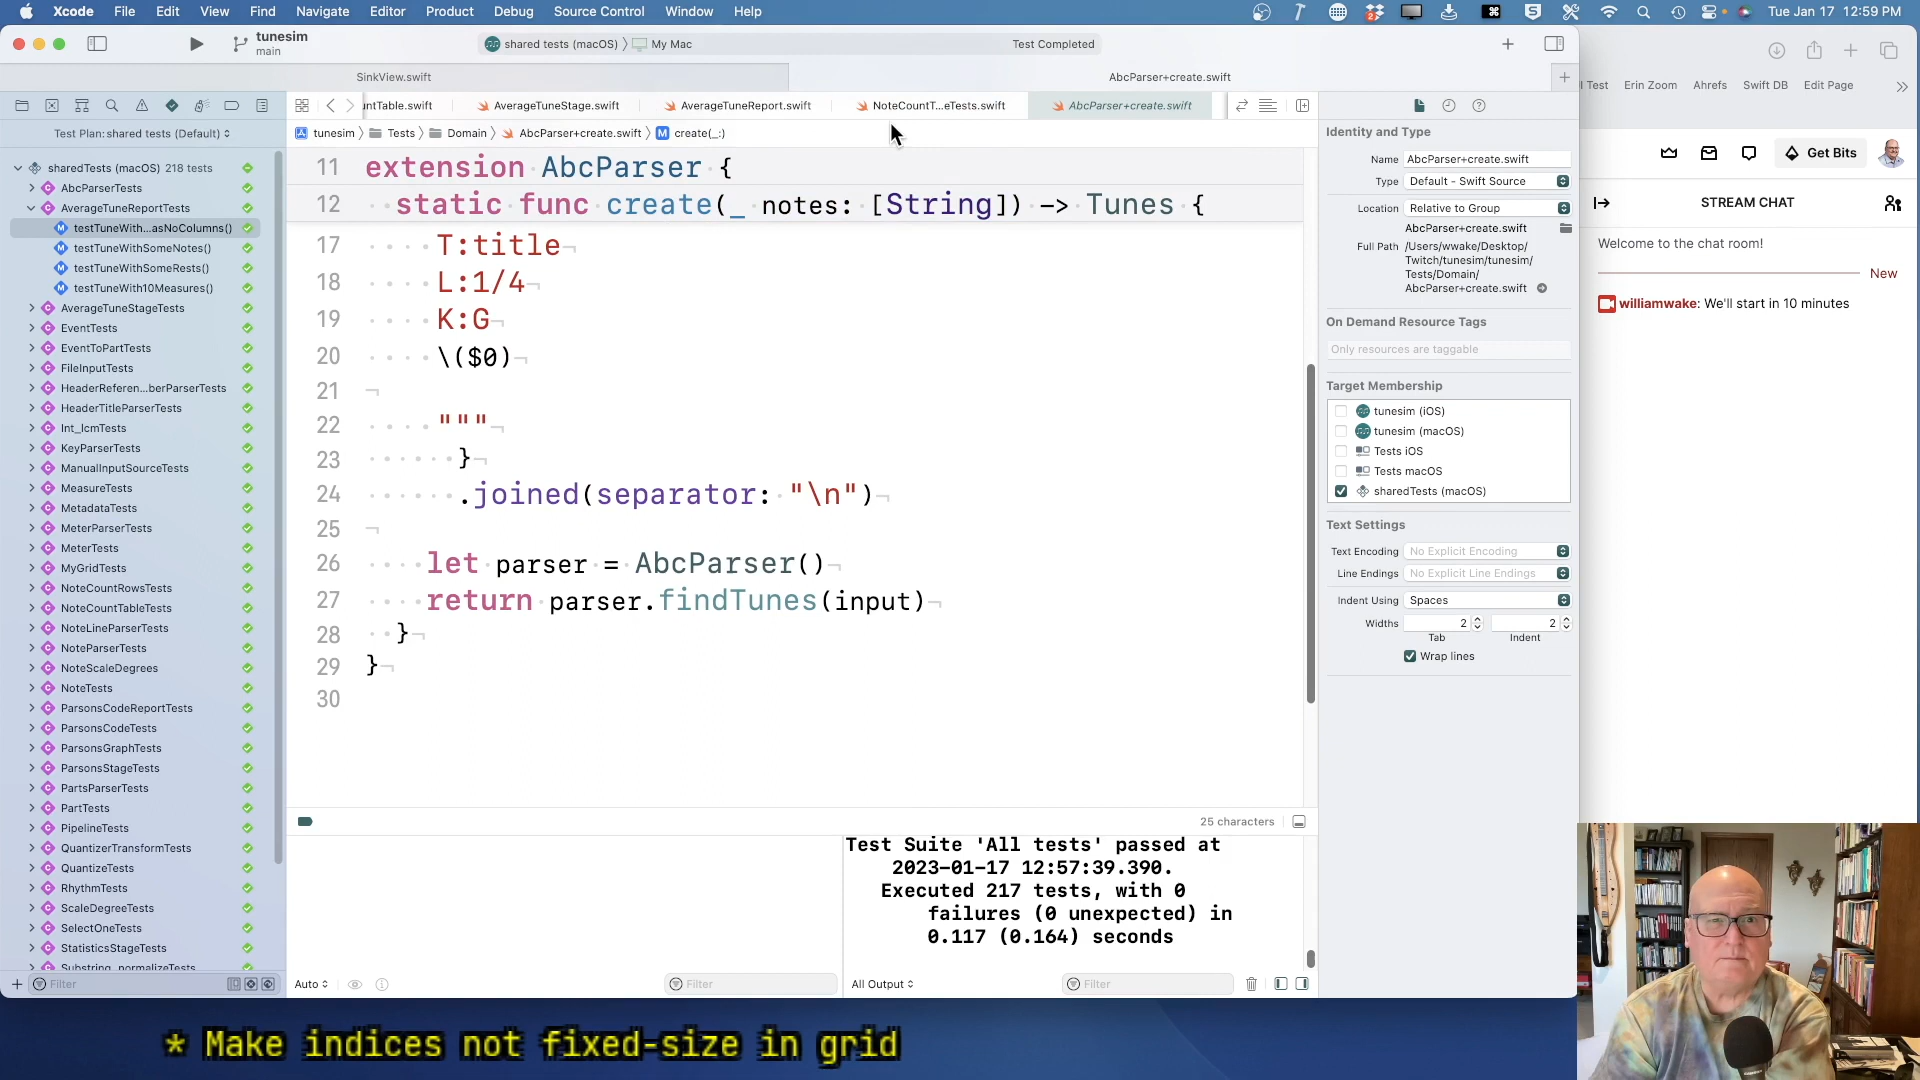 Xcode File Edit View Find Navigate Editor Product Debug Source Control Window Help
Tue Jan 17 12:59 PM
tunesim
main
shared tests (macOS) 〉 My Mac
Test Completed
SinkView.swift
AbcParser+create.swift
untTable.swift
AverageTuneStage.swift
AverageTuneReport.swift
NoteCountT...eTests.swift
AbcParser+create.swift
Test Plan:shared tests (Default)
tunesim 〉 Tests 〉 Domain 〉 AbcParser+create.swift 〉 M create(_:)
sharedTests (macOS) 218 tests
AbcParserTests
AverageTuneReportTests
testTuneWith...asNoColumns()
testTuneWithSomeNotes()
testTuneWithSomeRests()
testTuneWith10Measures()
AverageTuneStageTests
EventTests
EventToPartTests
FileInputTests
HeaderReferen...berParserTests
HeaderTitleParserTests
Int_lcmTests
KeyParserTests
ManualInputSourceTests
MeasureTests
MetadataTests
MeterParserTests
MeterTests
MyGridTests
NoteCountRowsTests
NoteCountTableTests
NoteLineParserTests
NoteParserTests
NoteScaleDegrees
NoteTests
ParsonsCodeReportTests
ParsonsCodeTests
ParsonsGraphTests
ParsonsStageTests
PartsParserTests
PartTests
PipelineTests
QuantizerTransformTests
QuantizeTests
RhythmTests
ScaleDegreeTests
SelectOneTests
StatisticsStageTests
Substring_normalizeTests
Filter
11 extension AbcParser {
12 static func create(_ notes: [String]) -> Tunes {
17 T:title
18 L:1/4
19 K:G
20 \($0)
21
22 """
23 }
24 .joined(separator: "\n")
25
26 let parser = AbcParser()
27 return parser.findTunes(input)
28 }
29 }
30
25 characters
Test Suite 'All tests' passed at
2023-01-17 12:57:39.390.
Executed 217 tests, with 0
failures (0 unexpected) in
0.117 (0.164) seconds
Auto
Filter
All Output
Filter
Identity and Type
Name AbcParser+create.swift
Type Default - Swift Source
Location Relative to Group
AbcParser+create.swift
Full Path /Users/wwake/Desktop/
Twitch/tunesim/tunesim/
Tests/Domain/
AbcParser+create.swift
On Demand Resource Tags
Only resources are taggable
Target Membership
tunesim (iOS)
tunesim (macOS)
Tests iOS
Tests macOS
sharedTests (macOS)
Text Settings
Text Encoding No Explicit Encoding
Line Endings No Explicit Line Endings
Indent Using Spaces
Widths 2 2
Tab Indent
Wrap lines
Test Erin Zoom Ahrefs Swift DB Edit Page
Get Bits
STREAM CHAT
Welcome to the chat room!
New
williamwake: We'll start in 10 minutes
* Make indices not fixed-size in grid